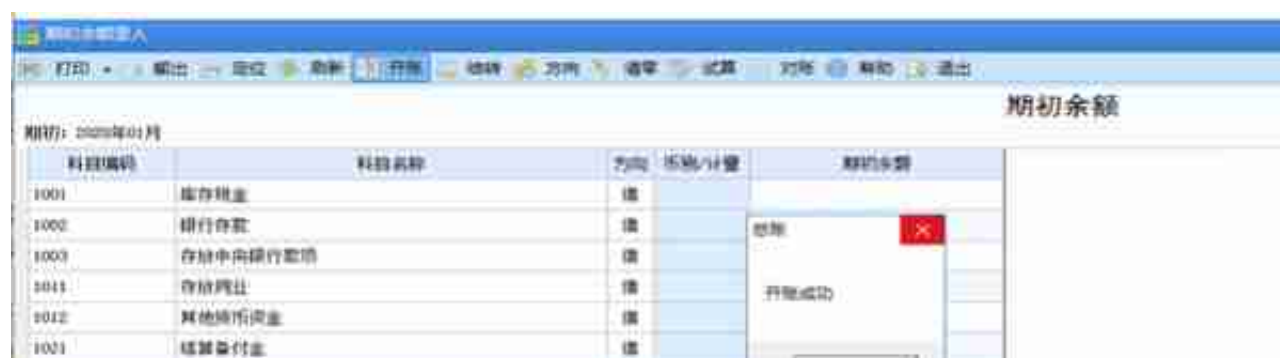 期初余额录入
打印 输出 定位 刷新 开账 结转 方向 清零 试算 对账 帮助 退出
期初余额
期初：2020年01月
科目编码 科目名称 方向 币别/计量 期初余额
1001 库存现金 借
1002 银行存款 借
1003 存放中央银行款项 借
1011 存放同业 借
1012 其他货币资金 借
1021 结算备付金 借
总账
开账成功